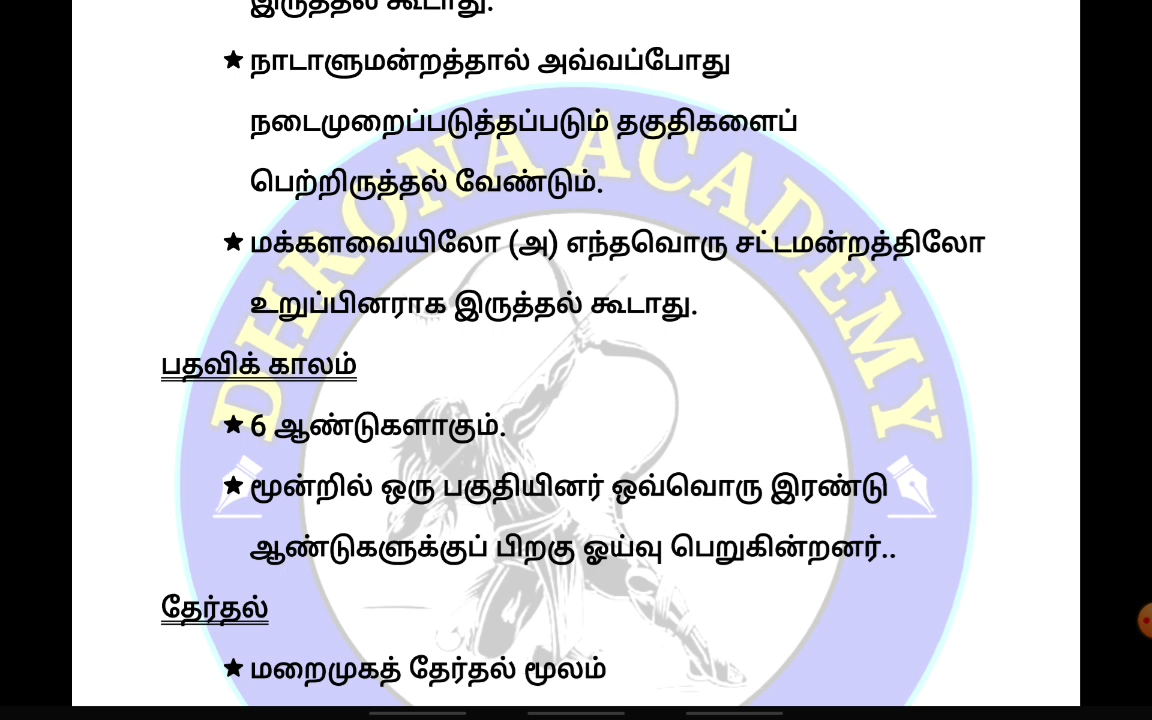 இருத்தல் கூடாது.
★ நாடாளுமன்றத்தால் அவ்வப்போது
நடைமுறைப்படுத்தப்படும் தகுதிகளைப்
பெற்றிருத்தல் வேண்டும்.
★ மக்களவையிலோ (அ) எந்தவொரு சட்டமன்றத்திலோ
உறுப்பினராக இருத்தல் கூடாது.
பதவிக் காலம்
★ 6 ஆண்டுகளாகும்.
★ மூன்றில் ஒரு பகுதியினர் ஒவ்வொரு இரண்டு
ஆண்டுகளுக்குப் பிறகு ஓய்வு பெறுகின்றனர்..
தேர்தல்
★ மறைமுகத் தேர்தல் மூலம்
DHRONA ACADEMY